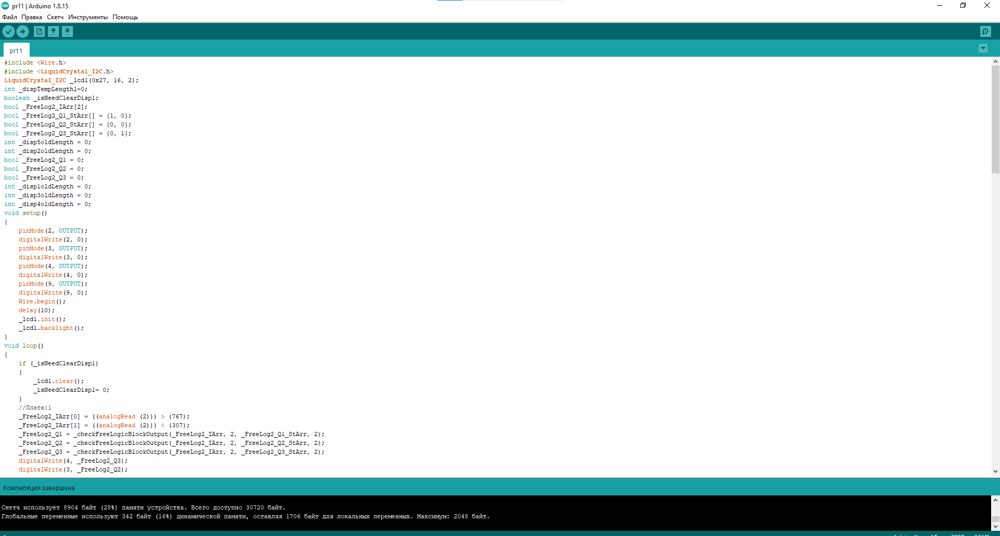 pr11 | Arduino 1.8.15
Файл Правка Скетч Инструменты Помощь
pr11
#include <Wire.h>
#include <LiquidCrystal_I2C.h>
LiquidCrystal_I2C _lcd1(0x27, 16, 2);
int _dispTempLength1=0;
boolean _isNeedClearDisp1;
bool _FreeLog2_IArr[2];
bool _FreeLog2_Q1_StArr[] = {1, 0};
bool _FreeLog2_Q2_StArr[] = {0, 0};
bool _FreeLog2_Q3_StArr[] = {0, 1};
int _disp5oldLength = 0;
int _disp2oldLength = 0;
bool _FreeLog2_Q1 = 0;
bool _FreeLog2_Q2 = 0;
bool _FreeLog2_Q3 = 0;
int _disp1oldLength = 0;
int _disp3oldLength = 0;
int _disp4oldLength = 0;
void setup()
{
    pinMode(2, OUTPUT);
    digitalWrite(2, 0);
    pinMode(3, OUTPUT);
    digitalWrite(3, 0);
    pinMode(4, OUTPUT);
    digitalWrite(4, 0);
    pinMode(9, OUTPUT);
    digitalWrite(9, 0);
    Wire.begin();
    delay(10);
    _lcd1.init();
    _lcd1.backlight();
}
void loop()
{
    if (_isNeedClearDisp1)
    {
        _lcd1.clear();
        _isNeedClearDisp1= 0;
    }
    //Плата:1
    _FreeLog2_IArr[0] = ((analogRead (2))) > (767);
    _FreeLog2_IArr[1] = ((analogRead (2))) < (307);
    _FreeLog2_Q1 = _checkFreeLogicBlockOutput(_FreeLog2_IArr, 2, _FreeLog2_Q1_StArr, 2);
    _FreeLog2_Q2 = _checkFreeLogicBlockOutput(_FreeLog2_IArr, 2, _FreeLog2_Q2_StArr, 2);
    _FreeLog2_Q3 = _checkFreeLogicBlockOutput(_FreeLog2_IArr, 2, _FreeLog2_Q3_StArr, 2);
    digitalWrite(4, _FreeLog2_Q3);
    digitalWrite(3, _FreeLog2_Q2);
Компиляция завершена
Скетч использует 8904 байт (28%) памяти устройства. Всего доступно 30720 байт.
Глобальные переменные используют 342 байт (16%) динамической памяти, оставляя 1706 байт для локальных переменных. Максимум: 2048 байт.